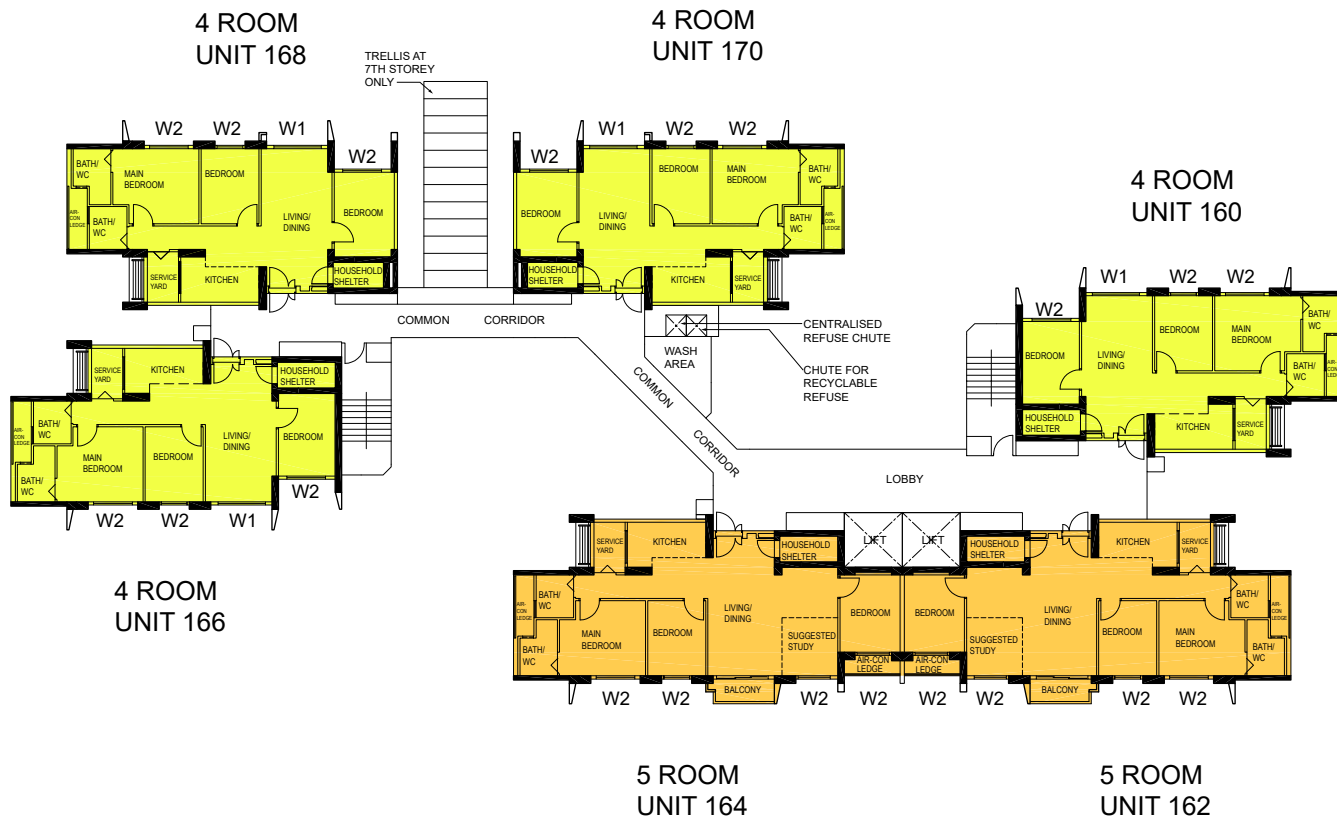 4 ROOM
UNIT 168
4 ROOM
UNIT 170
TRELLIS AT
7TH STOREY
ONLY
4 ROOM
UNIT 160
W2
W2
W1
W2
BATH/
WC
MAIN
BEDROOM
BEDROOM
LIVING/
DINING
BEDROOM
AIR-
CON
LEDGE
BATH/
WC
SERVICE
YARD
KITCHEN
HOUSEHOLD
SHELTER
W2
W1
W2
W2
BEDROOM
LIVING/
DINING
BEDROOM
MAIN
BEDROOM
BATH/
WC
BATH/
WC
AIR-
CON
LEDGE
HOUSEHOLD
SHELTER
KITCHEN
SERVICE
YARD
COMMON CORRIDOR
CENTRALISED
REFUSE CHUTE
WASH
AREA
CHUTE FOR
RECYCLABLE
REFUSE
COMMON CORRIDOR
LOBBY
W2
W1
W2
W2
BEDROOM
LIVING/
DINING
BEDROOM
MAIN
BEDROOM
BATH/
WC
BATH/
WC
AIR-
CON
LEDGE
HOUSEHOLD
SHELTER
KITCHEN
SERVICE
YARD
SERVICE
YARD
KITCHEN
HOUSEHOLD
SHELTER
AIR-
CON
LEDGE
BATH/
WC
BATH/
WC
MAIN
BEDROOM
BEDROOM
LIVING/
DINING
BEDROOM
W2
W2
W1
W2
4 ROOM
UNIT 166
SERVICE
YARD
KITCHEN
HOUSEHOLD
SHELTER
LIFT
LIFT
HOUSEHOLD
SHELTER
KITCHEN
SERVICE
YARD
AIR-
CON
LEDGE
BATH/
WC
BATH/
WC
MAIN
BEDROOM
BEDROOM
LIVING/
DINING
SUGGESTED
STUDY
BEDROOM
BEDROOM
AIR-CON
LEDGE
AIR-CON
LEDGE
SUGGESTED
STUDY
LIVING/
DINING
BEDROOM
MAIN
BEDROOM
BATH/
WC
BATH/
WC
AIR-
CON
LEDGE
W2
W2
BALCONY
W2
W2
W2
W2
BALCONY
W2
W2
5 ROOM
UNIT 164
5 ROOM
UNIT 162